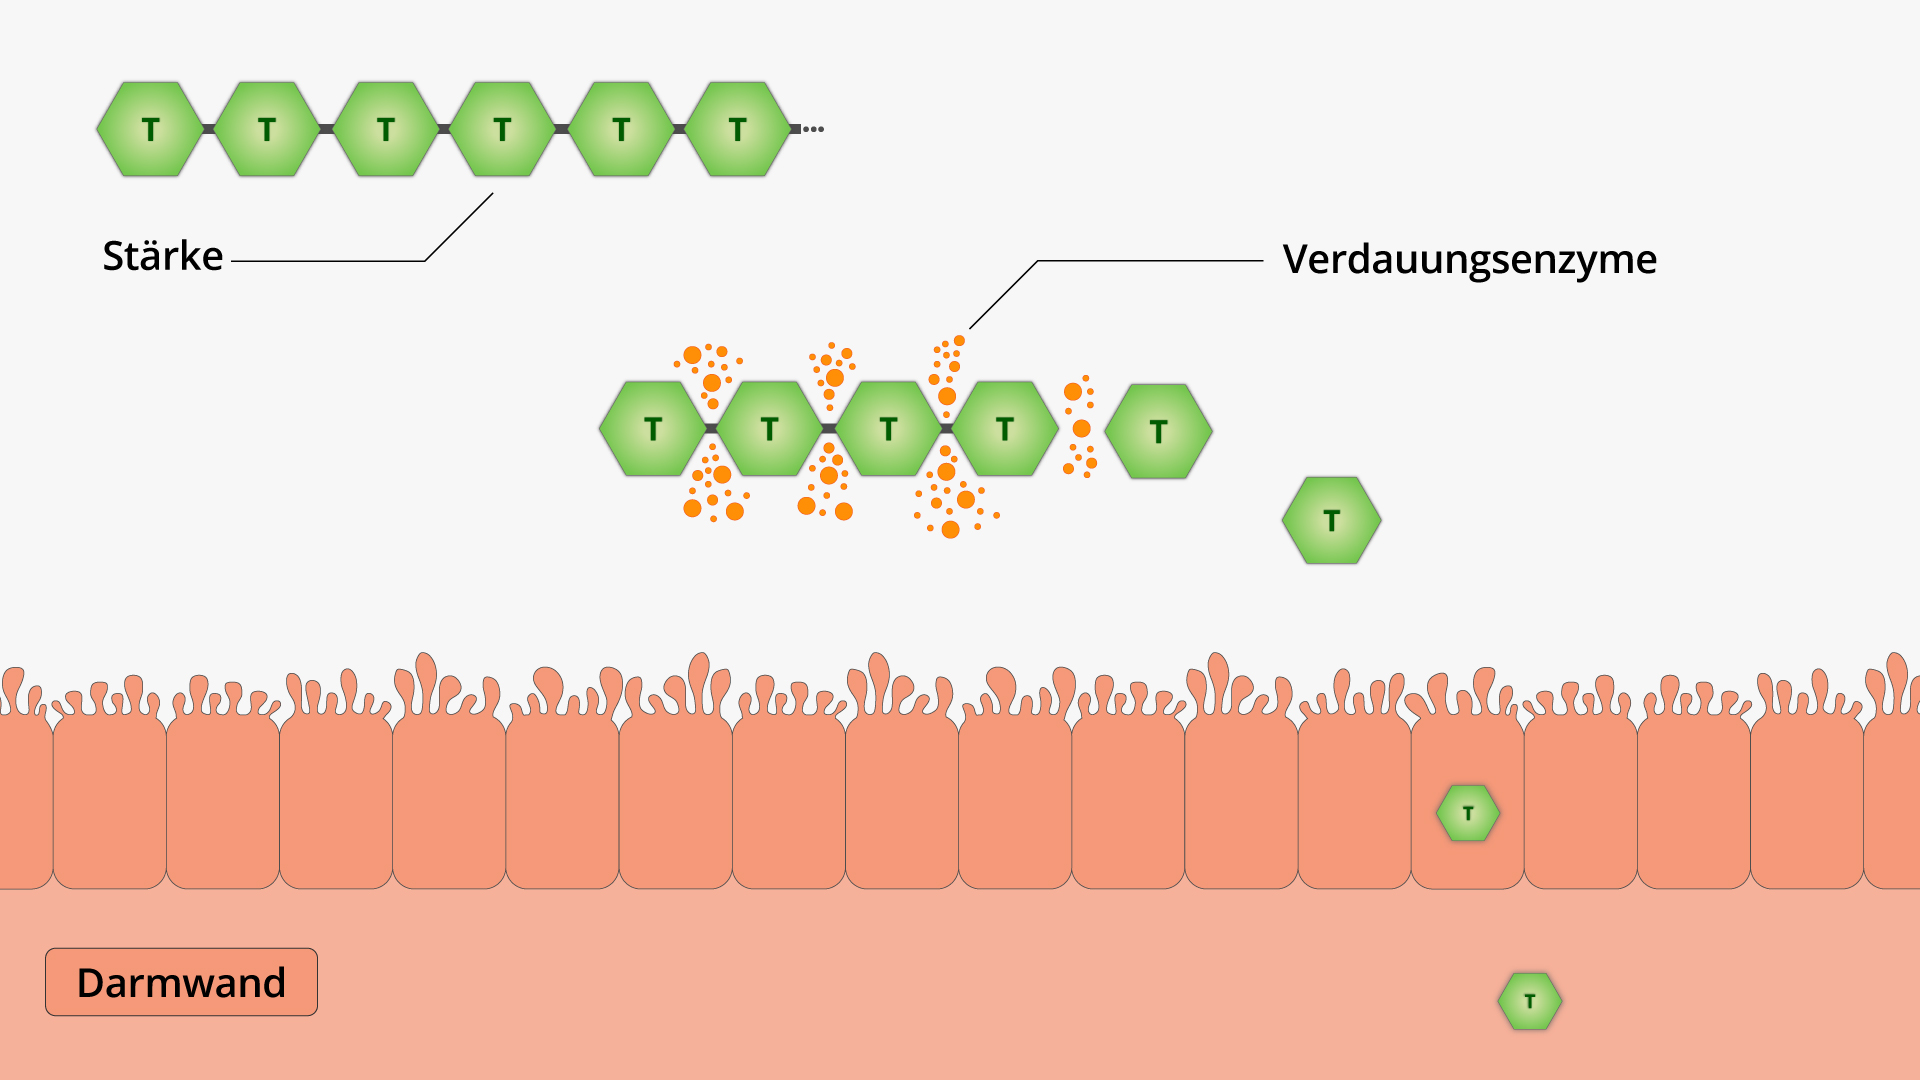 T T T T T T ...
Stärke
Verdauungsenzyme
T T T T T
T
T
Darmwand
T